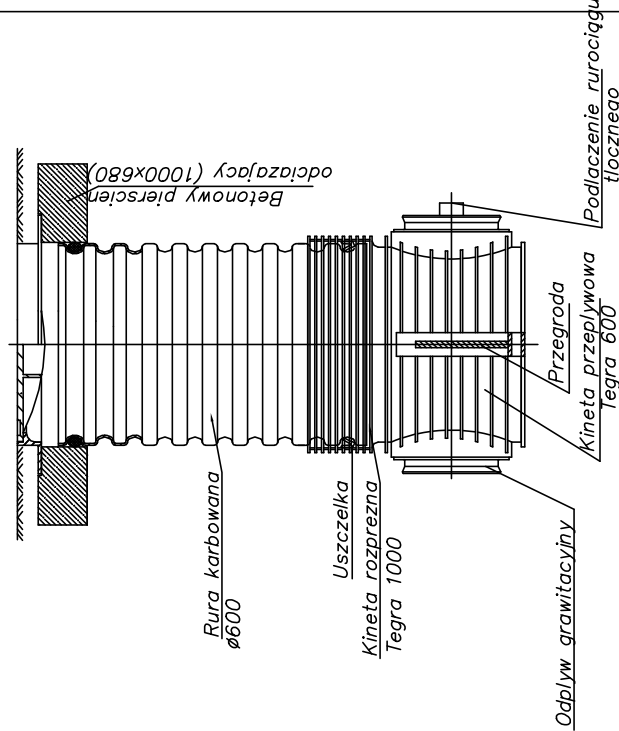 Betonowy pierscien
odciazajacy (1000x680)
Rura karbowana
ø600
Uszczelka
Kineta rozprezna
Tegra 1000
Odplyw grawitacyjny
Przegroda
Kineta przeplywowa
Tegra 600
Podlaczenie rurociągu
tlocznego